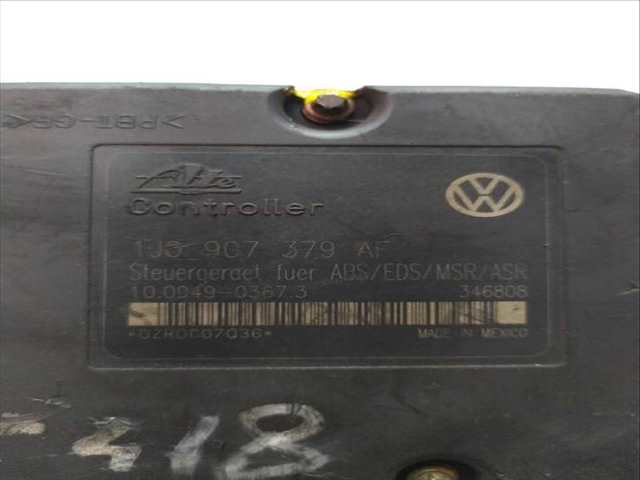 >PBT-GF<
Ate
Controller
1J0 907 379 AF
Steuergeraet fuer ABS/EDS/MSR/ASR
10.0949-0367.3 346808
MADE IN MEXICO
418